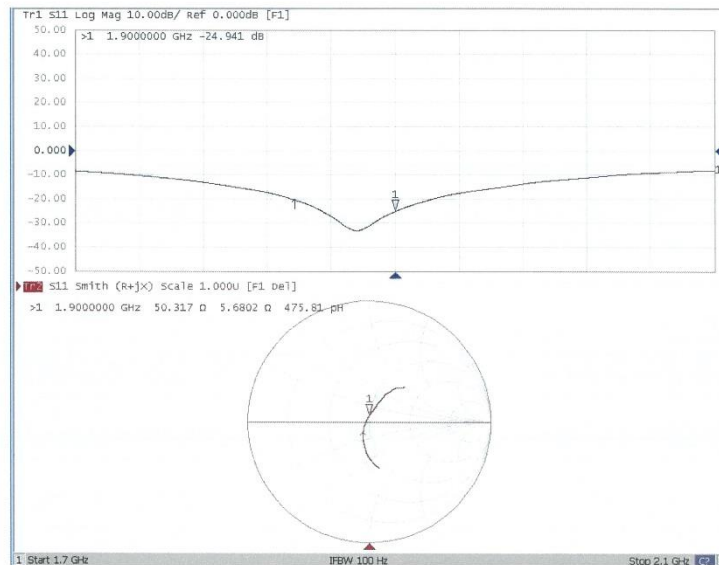 Tr1 S11 Log Mag 10.00dB/ Ref 0.000dB [F1]
50.00
>1 1.9000000 GHz -24.941 dB
40.00
30.00
20.00
10.00
0.000
-10.00
1
-20.00
1
-30.00
-40.00
-50.00
Tr2 S11 Smith (R+jX) Scale 1.000U [F1 Del]
>1 1.9000000 GHz 50.317 Ω 5.6802 Ω 475.81 pH
1
1 Start 1.7 GHz IFBW 100 Hz Stop 2.1 GHz C?